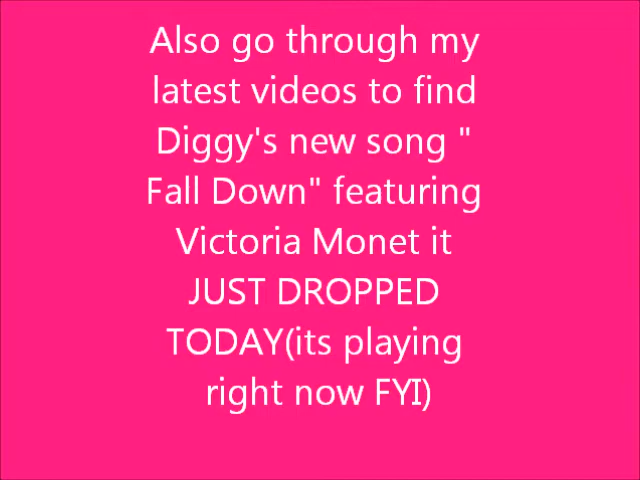 Also go through my
latest videos to find
Diggy's new song "
Fall Down" featuring
Victoria Monet it
JUST DROPPED
TODAY(its playing
right now FYI)